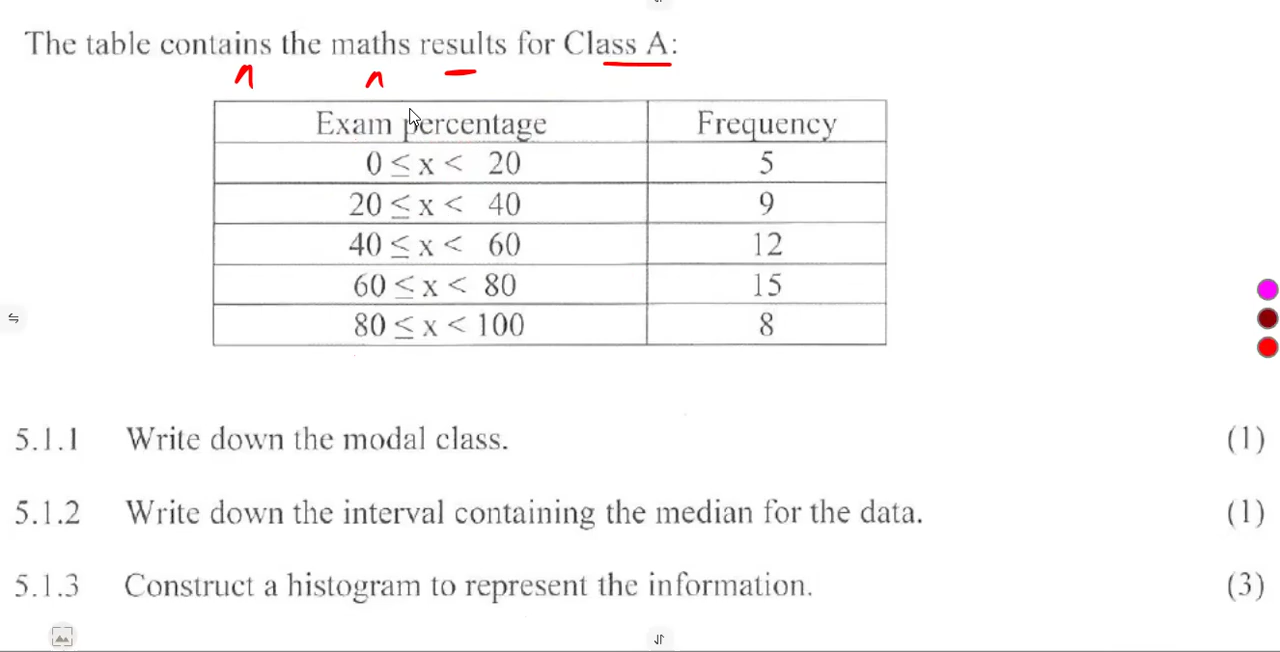 The table contains the maths results for Class A:
Exam percentage Frequency
0 ≤ x < 20 5
20 ≤ x < 40 9
40 ≤ x < 60 12
60 ≤ x < 80 15
80 ≤ x < 100 8
5.1.1 Write down the modal class. (1)
5.1.2 Write down the interval containing the median for the data. (1)
5.1.3 Construct a histogram to represent the information. (3)